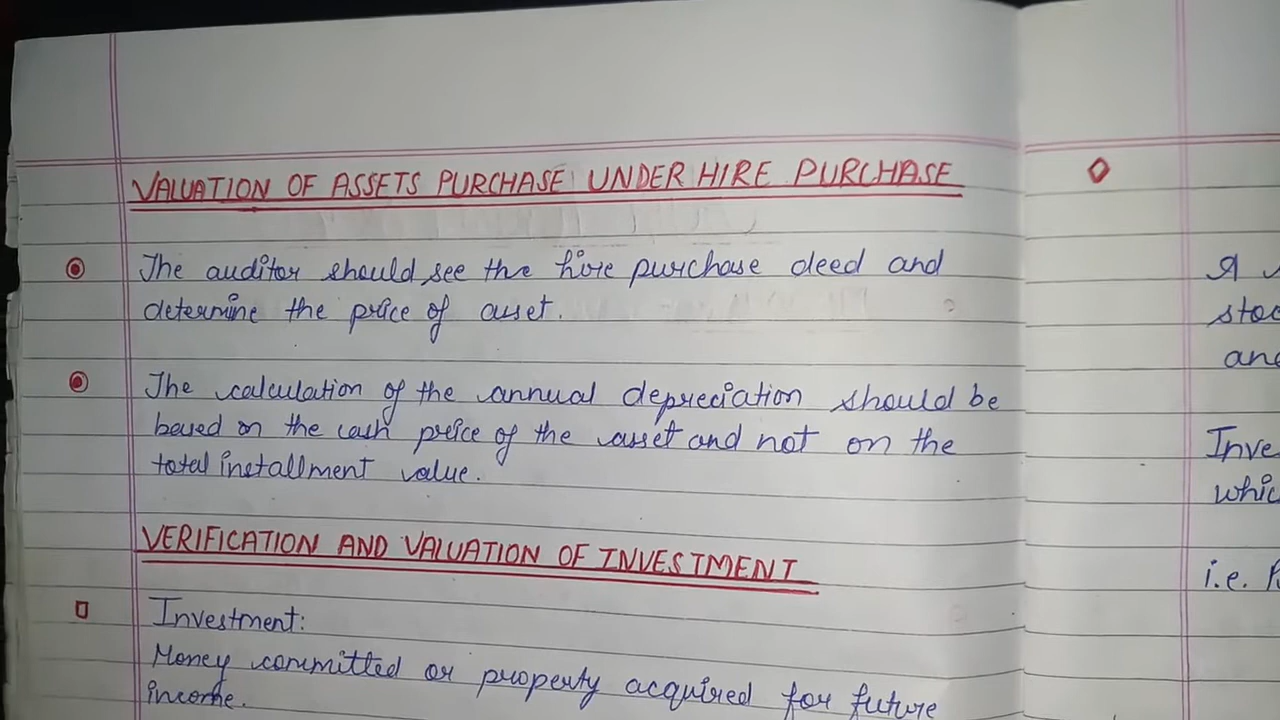 VALUATION OF ASSETS PURCHASE UNDER HIRE PURCHASE
The auditor should see the hire purchase deed and
determine the price of asset.
The calculation of the annual depreciation should be
based on the cash price of the asset and not on the
total installment value.
VERIFICATION AND VALUATION OF INVESTMENT
Investment:
Money committed or property acquired for future
income.
A
stoc
and
Inve
whic
i.e.